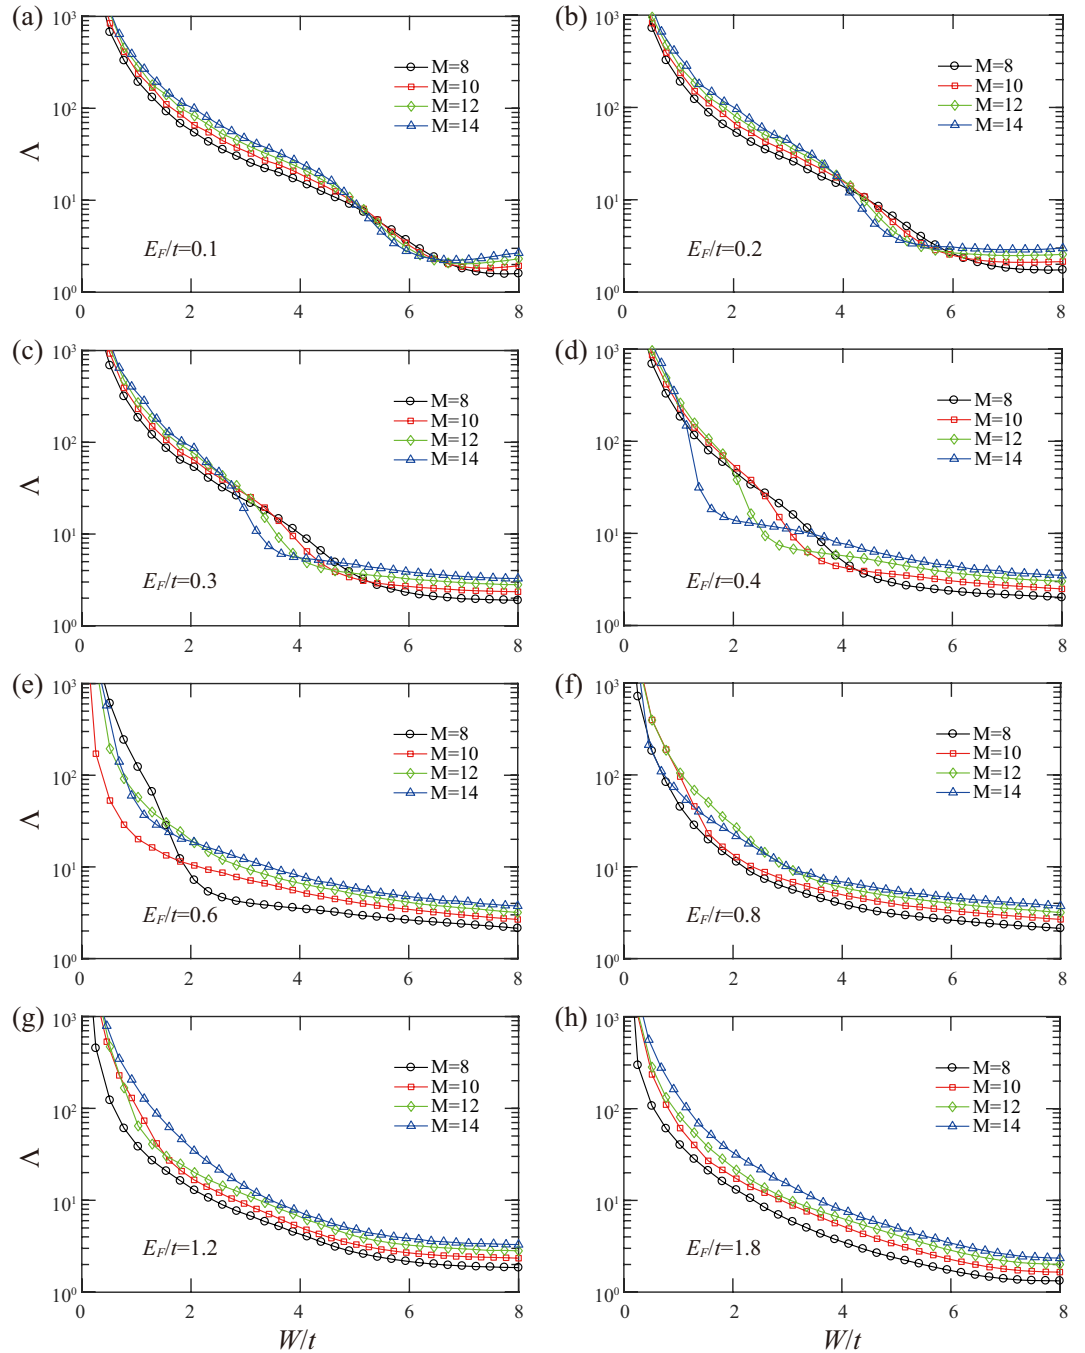 (a)
10³
10²
10¹
10⁰
Λ
M=8
M=10
M=12
M=14
E_F/t=0.1
0 2 4 6 8
(b)
10³
10²
10¹
10⁰
M=8
M=10
M=12
M=14
E_F/t=0.2
0 2 4 6 8
(c)
10³
10²
10¹
10⁰
Λ
M=8
M=10
M=12
M=14
E_F/t=0.3
0 2 4 6 8
(d)
10³
10²
10¹
10⁰
M=8
M=10
M=12
M=14
E_F/t=0.4
0 2 4 6 8
(e)
10³
10²
10¹
10⁰
Λ
M=8
M=10
M=12
M=14
E_F/t=0.6
0 2 4 6 8
(f)
10³
10²
10¹
10⁰
M=8
M=10
M=12
M=14
E_F/t=0.8
0 2 4 6 8
(g)
10³
10²
10¹
10⁰
Λ
M=8
M=10
M=12
M=14
E_F/t=1.2
0 2 4 6 8
W/t
(h)
10³
10²
10¹
10⁰
M=8
M=10
M=12
M=14
E_F/t=1.8
0 2 4 6 8
W/t